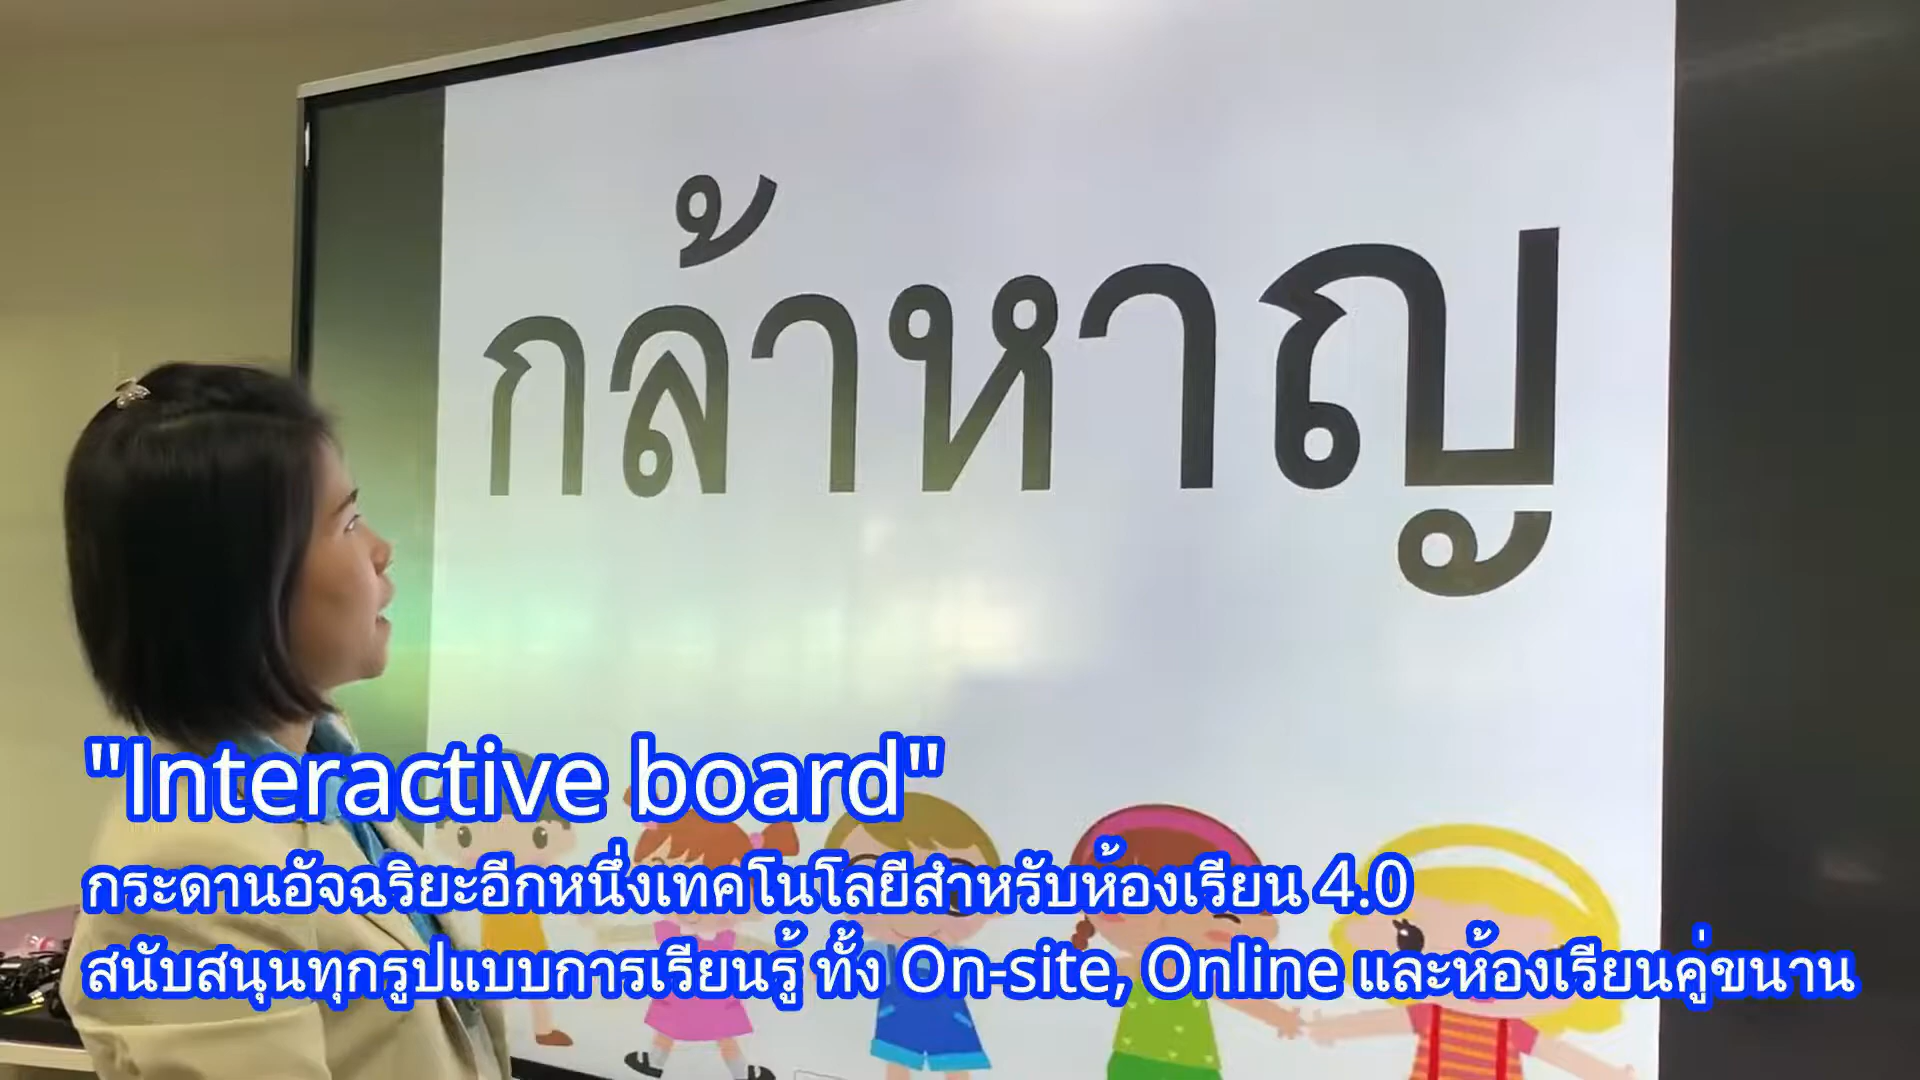 กล้าหาญ
"Interactive board"
กระดานอัจฉริยะอีกหนึ่งเทคโนโลยีสำหรับห้องเรียน 4.0
สนับสนุนทุกรูปแบบการเรียนรู้ ทั้ง On-site, Online และห้องเรียนคู่ขนาน